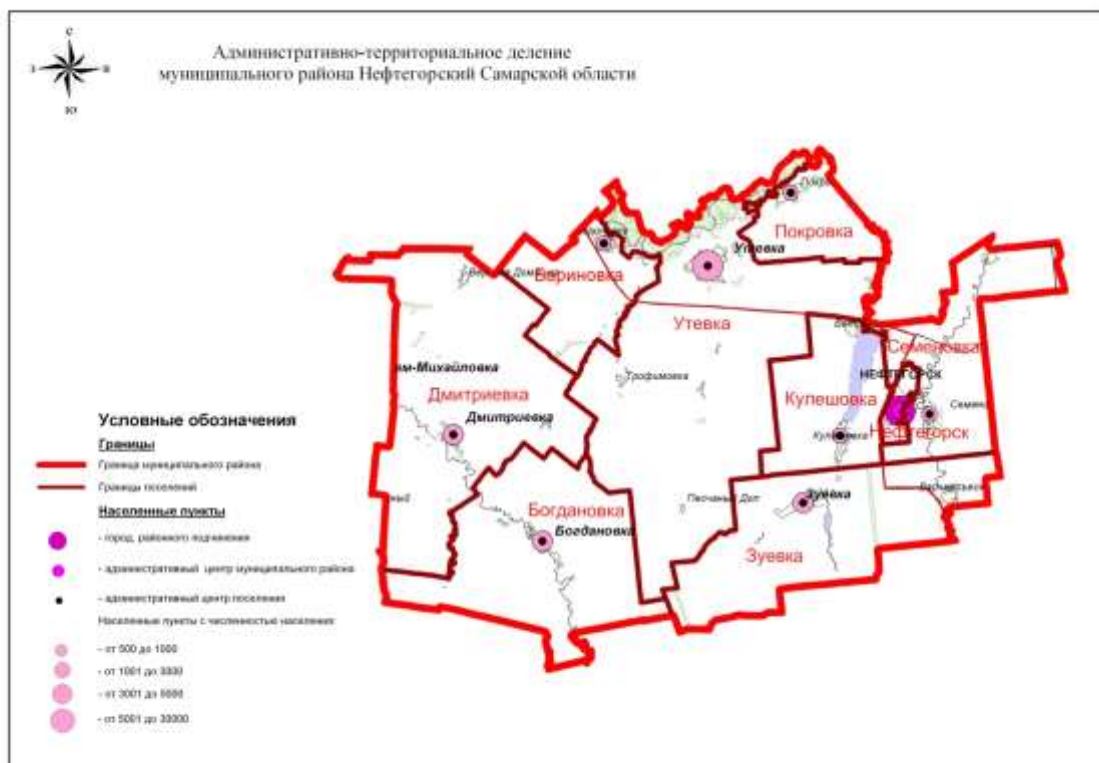 С
З
В
Ю
Административно-территориальное деление
муниципального района Нефтегорский Самарской области
Покровка
Утевка
Бариновка
Утевка
Семеновка
НЕФТЕГОРСК
Трофимовка
м-Михайловка
Дмитриевка
Дмитриевка
Кулешовка
Нефтегорск
Песчаный Дол
Зуевка
Зуевка
Богдановка
Богдановка
Условные обозначения
Границы
Граница муниципального района
Границы поселений
Населенные пункты
- город, районного подчинения
- административный центр муниципального района
- административный центр поселения
Населенные пункты с численностью населения
- от 500 до 1000
- от 1001 до 3000
- от 3001 до 5000
- от 5001 до 30000